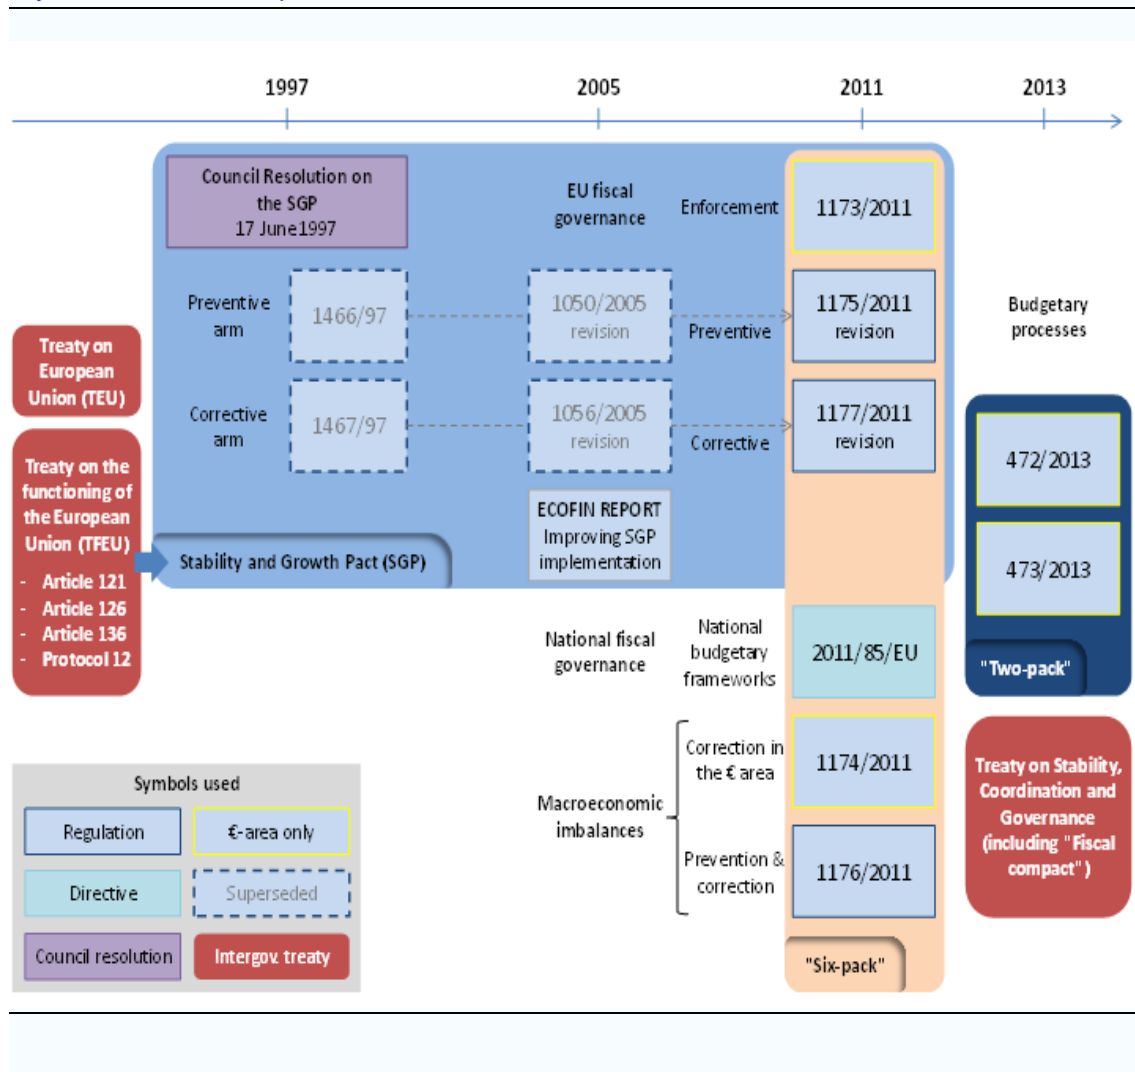 1997
2005
2011
2013
Council Resolution on
the SGP
17 June1997
EU fiscal
governance
Enforcement
1173/2011
Preventive
arm
1466/97
1050/2005
revision
Preventive
1175/2011
revision
Budgetary
processes
Treaty on
European
Union (TEU)
Corrective
arm
1467/97
1056/2005
revision
Corrective
1177/2011
revision
472/2013
Treaty on the
functioning of
the European
Union (TFEU)
- Article 121
- Article 126
- Article 136
- Protocol 12
ECOFIN REPORT
Improving SGP
implementation
Stability and Growth Pact (SGP)
473/2013
National fiscal
governance
National
budgetary
frameworks
2011/85/EU
"Two-pack"
Macroeconomic
imbalances
Correction in
the € area
1174/2011
Prevention &
correction
1176/2011
Treaty on Stability,
Coordination and
Governance
(including "Fiscal
compact" )
"Six-pack"
Symbols used
Regulation
€-area only
Directive
Superseded
Council resolution
Intergov. treaty